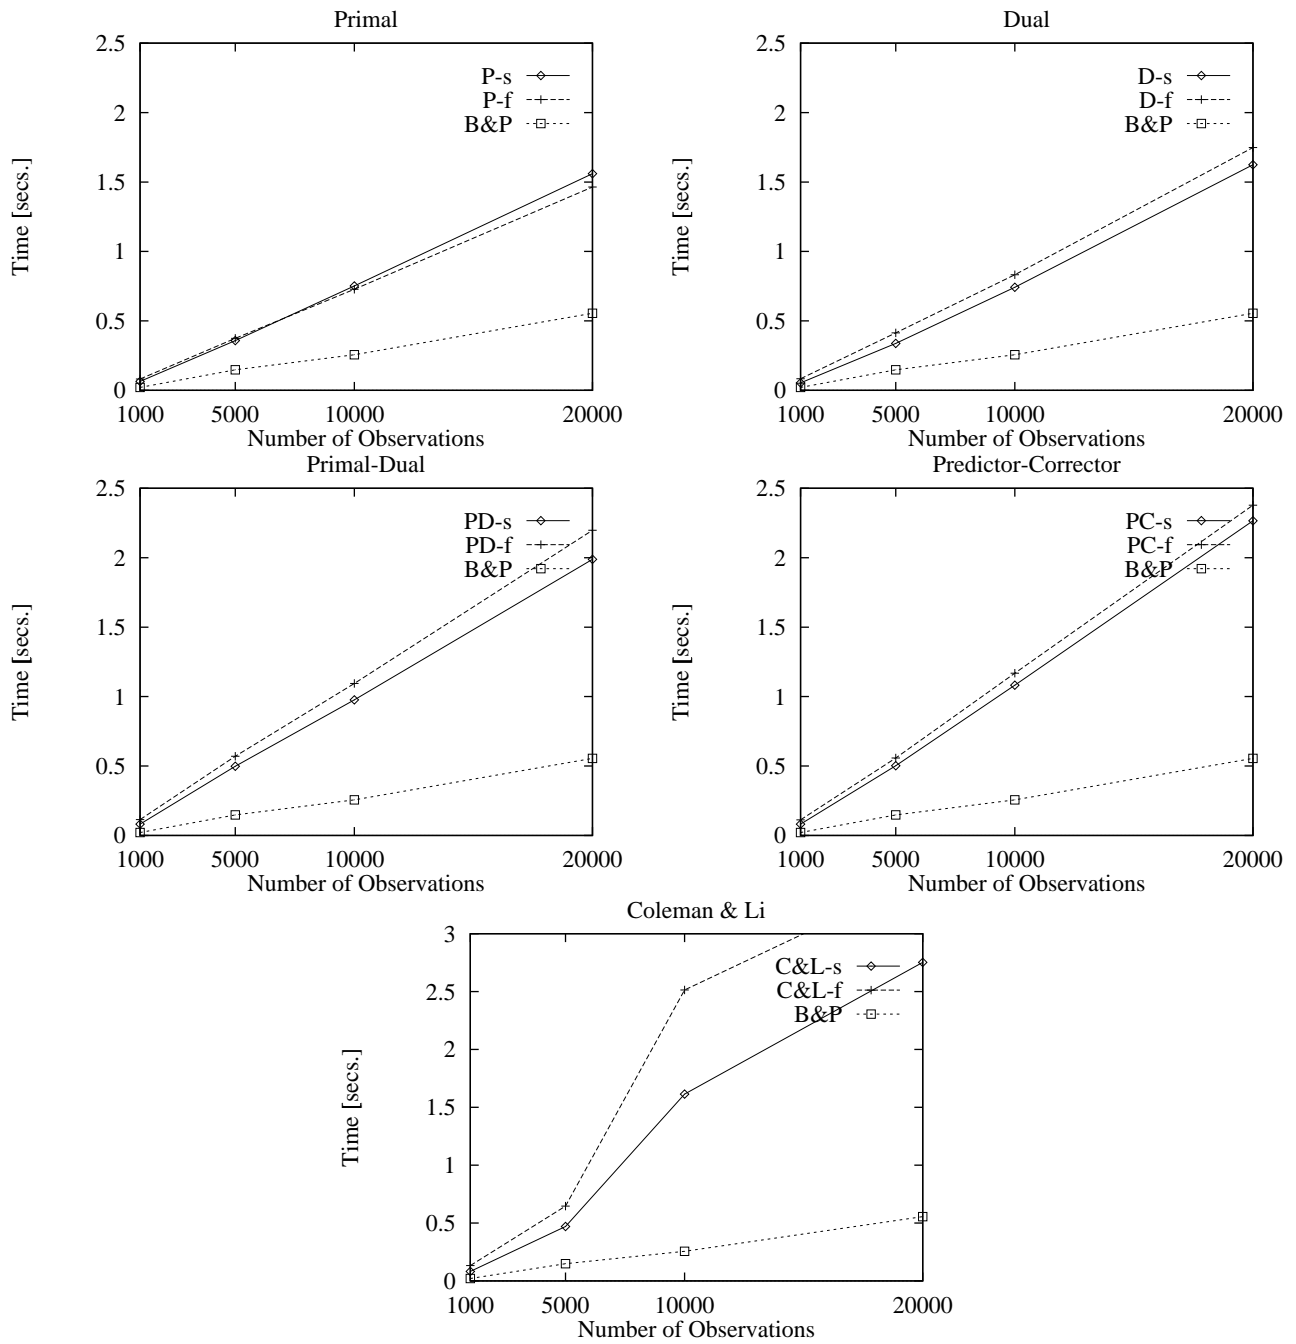 Primal
2.5
2
1.5
1
0.5
0
Time [secs.]
P-s
P-f
B&P
1000 5000 10000 20000
Number of Observations
Dual
2.5
2
1.5
1
0.5
0
Time [secs.]
D-s
D-f
B&P
1000 5000 10000 20000
Number of Observations
Primal-Dual
2.5
2
1.5
1
0.5
0
Time [secs.]
PD-s
PD-f
B&P
1000 5000 10000 20000
Number of Observations
Predictor-Corrector
2.5
2
1.5
1
0.5
0
Time [secs.]
PC-s
PC-f
B&P
1000 5000 10000 20000
Number of Observations
Coleman & Li
3
2.5
2
1.5
1
0.5
0
Time [secs.]
C&L-s
C&L-f
B&P
1000 5000 10000 20000
Number of Observations